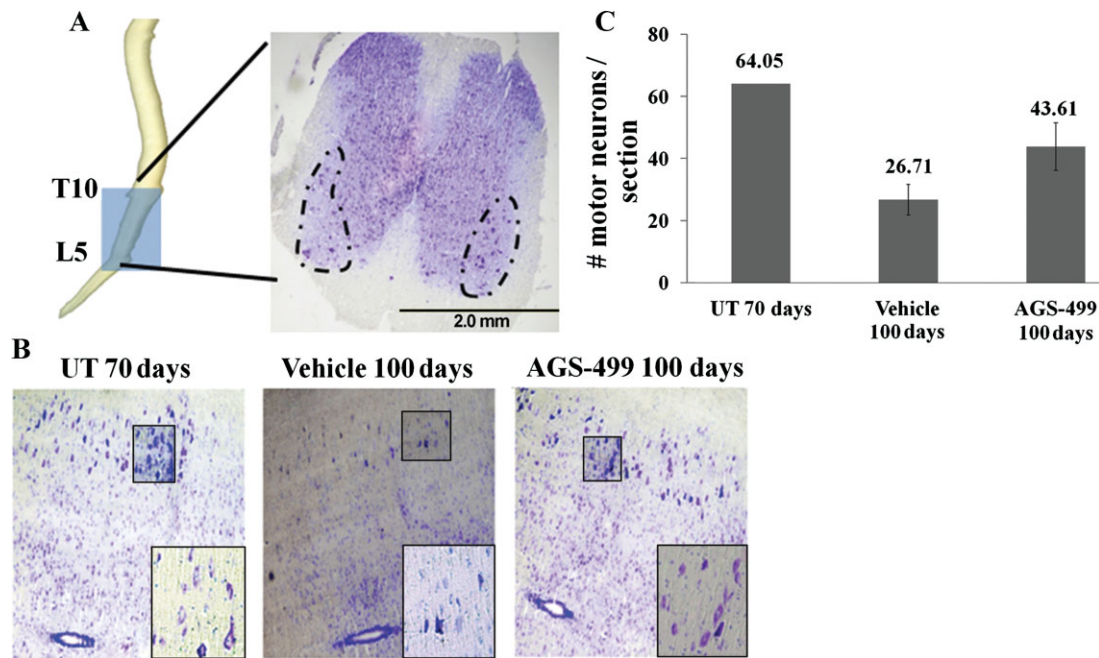 A
T10
L5
2.0 mm
C
# motor neurons /
section
80
60
40
20
0
64.05
26.71
43.61
UT 70 days
Vehicle
100 days
AGS-499
100 days
B
UT 70 days
Vehicle 100 days
AGS-499 100 days